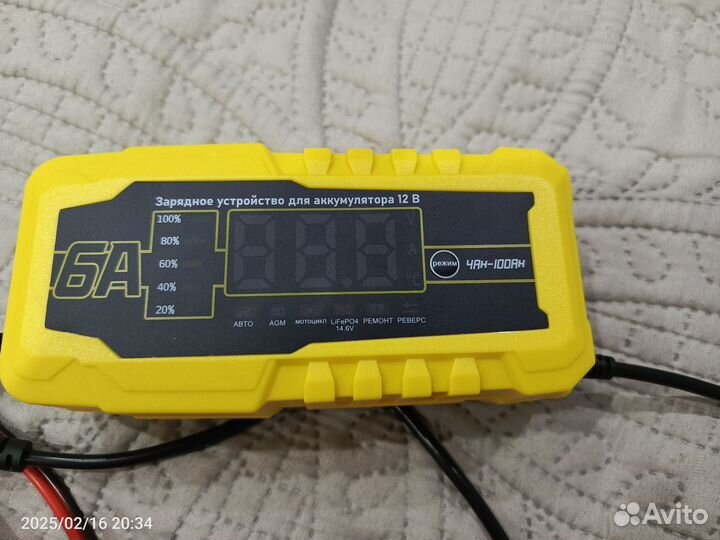 Зарядное устройство для аккумулятора 12 В
100%
80%
60%
40%
20%
6A
V
A
°C
режим
4AH-100AH
АВТО AGM мотоцикл LiFePO4 РЕМОНТ РЕВЕРС
14.6V
2025/02/16 20:34
Avito